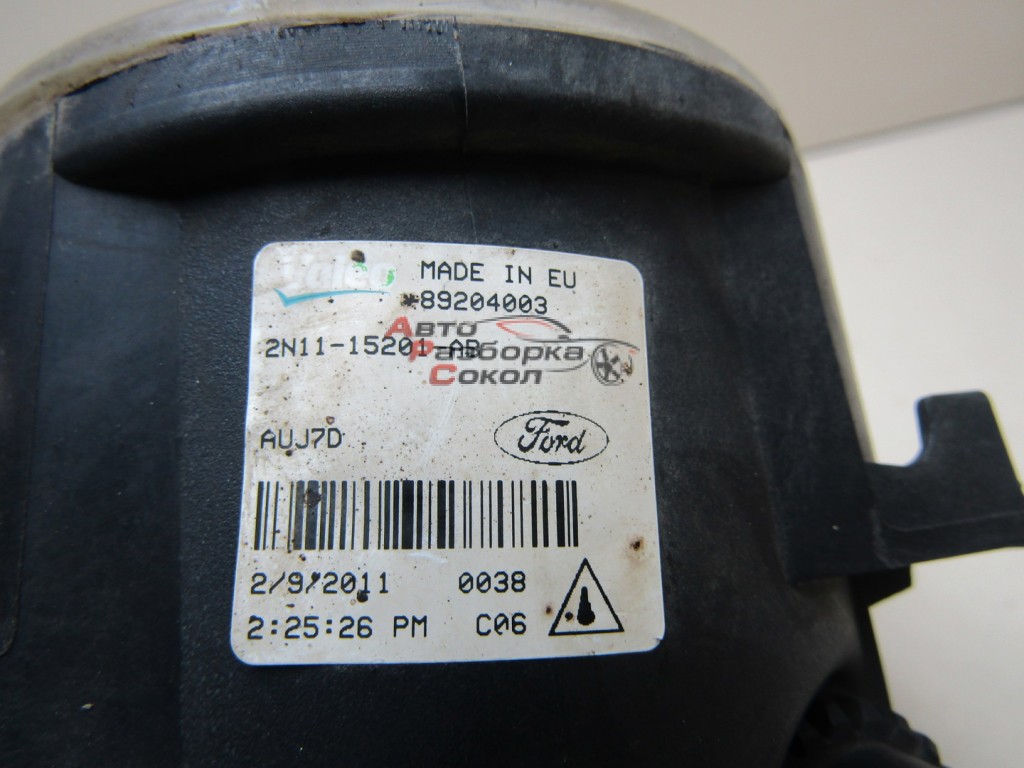 Valeo MADE IN EU
*89204003
2N11-15201-AB
Авто
Разборка
Сокол
AUJ7D Ford
2/9/2011 0038
2:25:26 PM C06